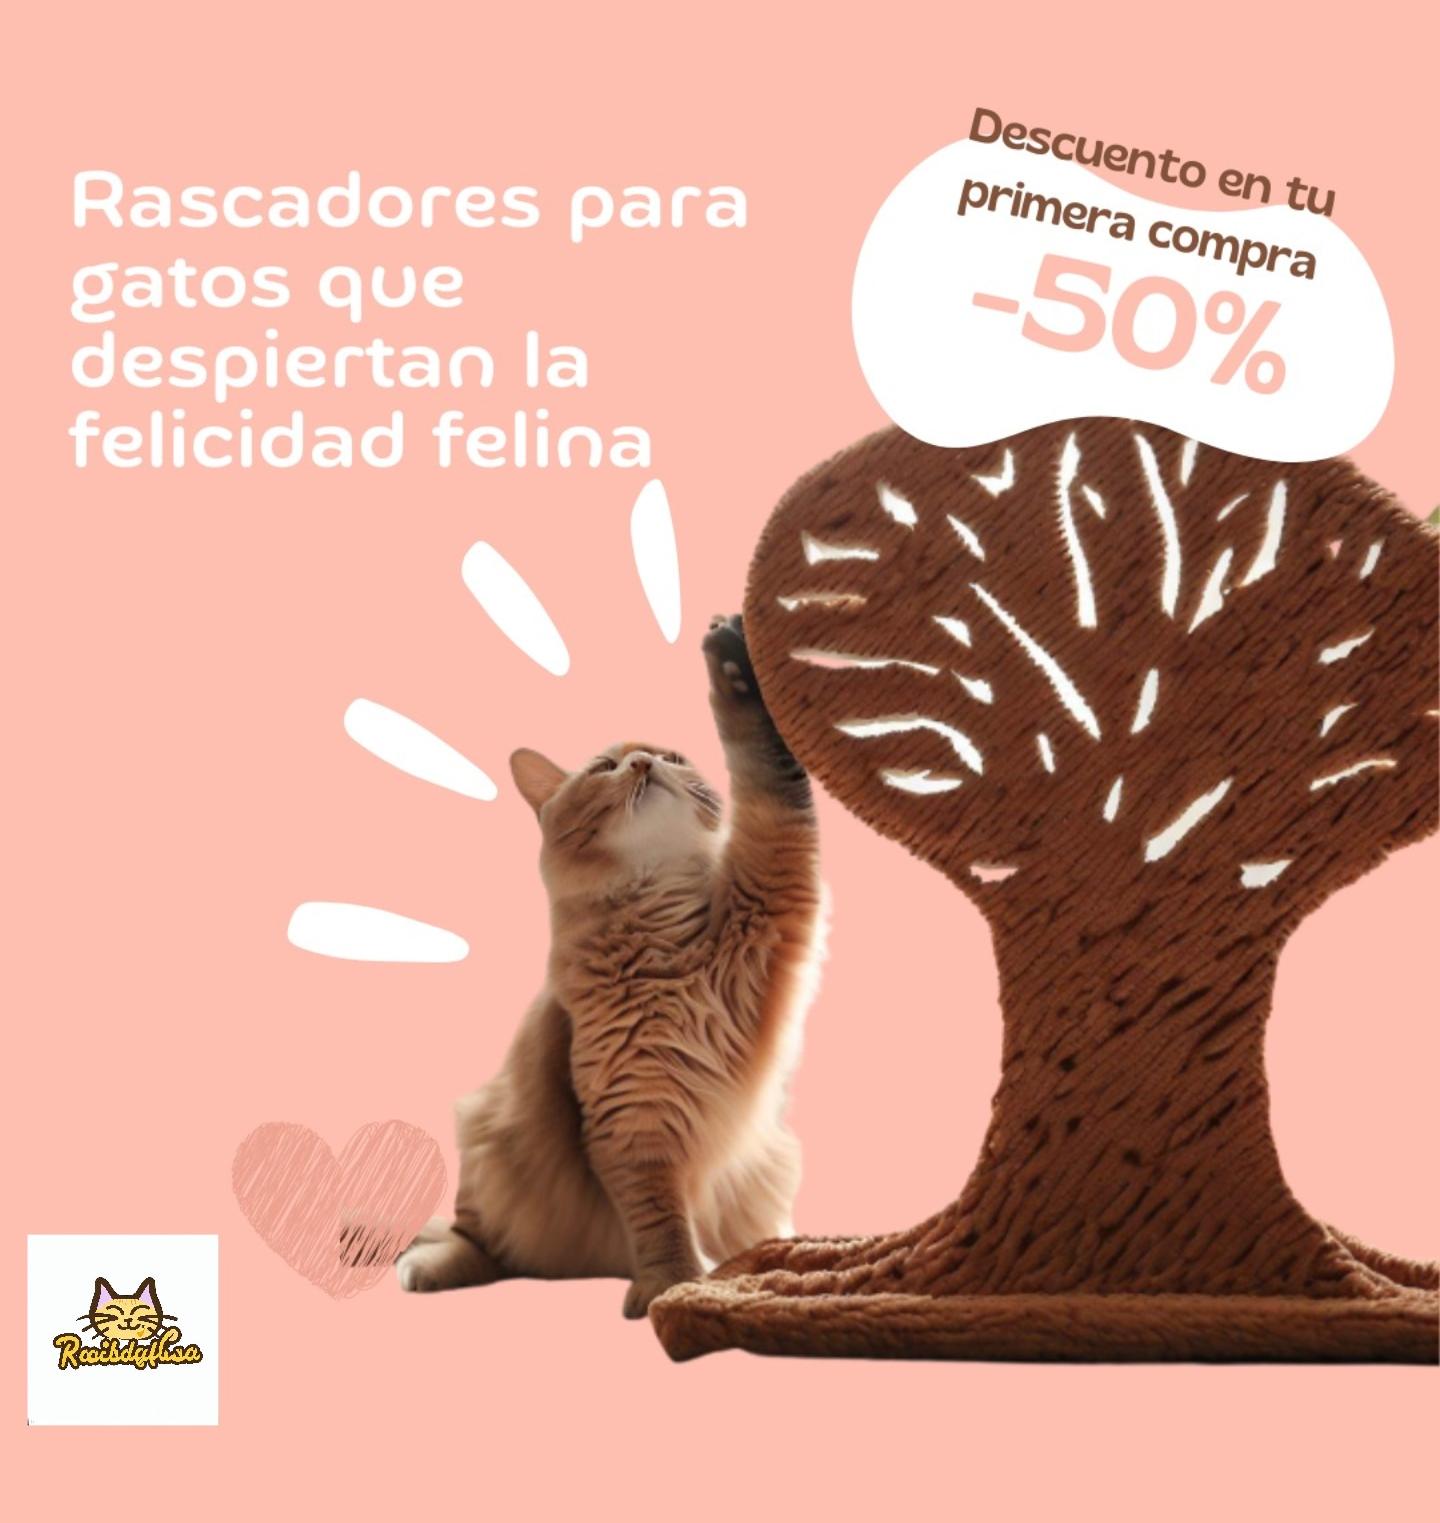 Rascadores para
gatos que
despiertan la
felicidad felina
Descuento en tu
primera compra
-50%